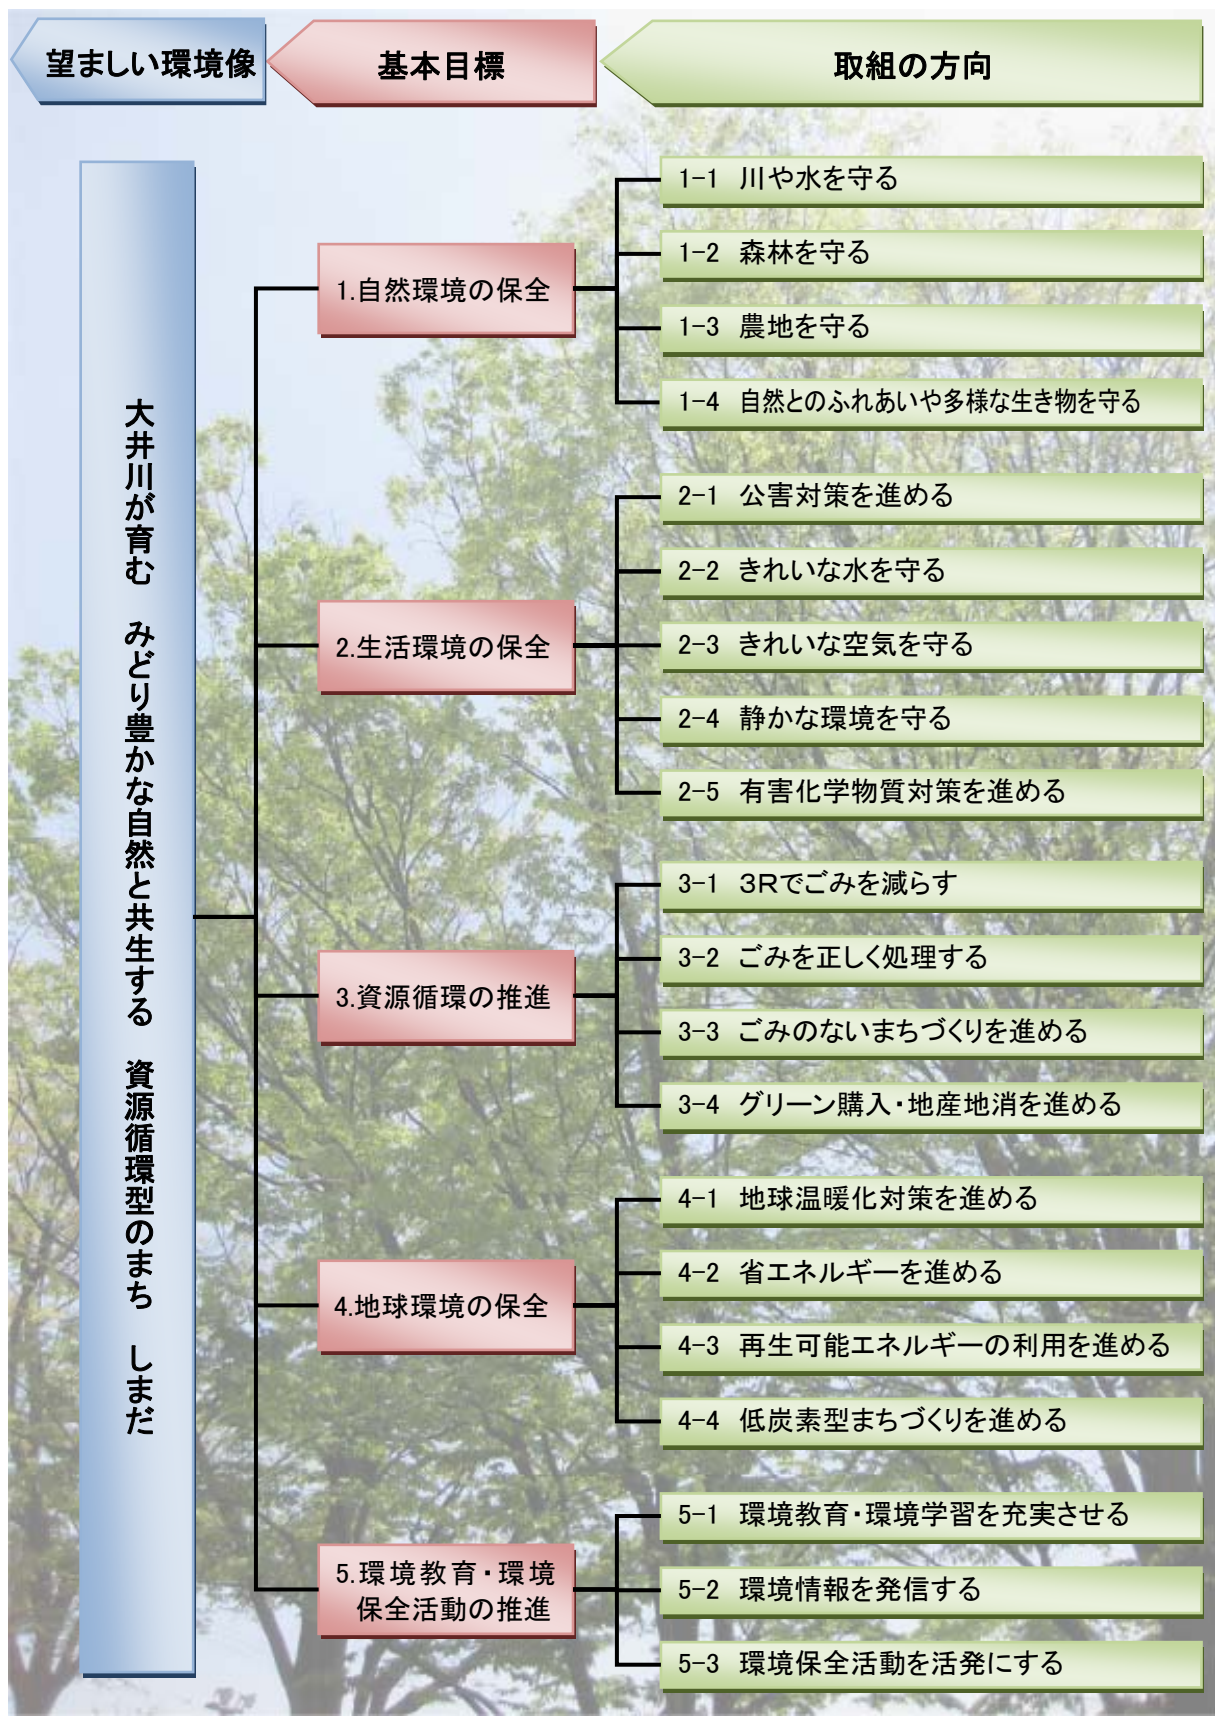 望ましい環境像
基本目標
取組の方向
大井川が育む　みどり豊かな自然と共生する　資源循環型のまち　しまだ
1.自然環境の保全
1-1 川や水を守る
1-2 森林を守る
1-3 農地を守る
1-4 自然とのふれあいや多様な生き物を守る
2.生活環境の保全
2-1 公害対策を進める
2-2 きれいな水を守る
2-3 きれいな空気を守る
2-4 静かな環境を守る
2-5 有害化学物質対策を進める
3.資源循環の推進
3-1 3Rでごみを減らす
3-2 ごみを正しく処理する
3-3 ごみのないまちづくりを進める
3-4 グリーン購入・地産地消を進める
4.地球環境の保全
4-1 地球温暖化対策を進める
4-2 省エネルギーを進める
4-3 再生可能エネルギーの利用を進める
4-4 低炭素型まちづくりを進める
5.環境教育・環境
保全活動の推進
5-1 環境教育・環境学習を充実させる
5-2 環境情報を発信する
5-3 環境保全活動を活発にする